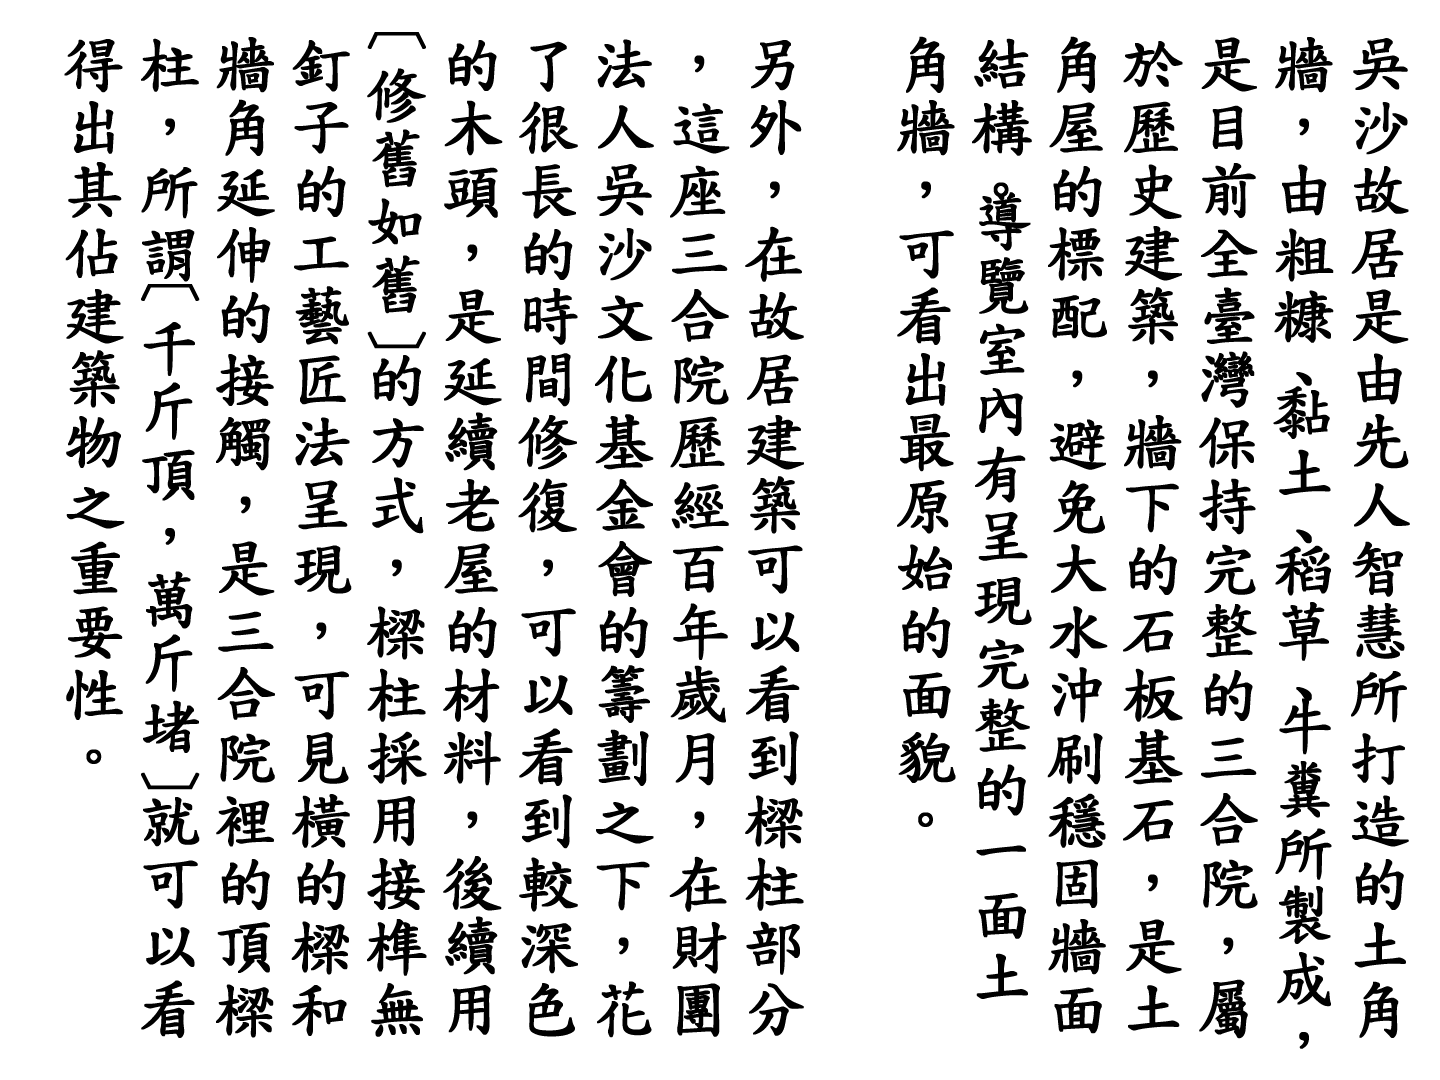 吳沙故居是由先人智慧所打造的土角
牆，由粗糠、黏土、稻草、牛糞所製成，
是目前全臺灣保持完整的三合院，屬
於歷史建築，牆下的石板基石，是土
角屋的標配，避免大水沖刷穩固牆面
結構。導覽室內有呈現完整的一面土
角牆，可看出最原始的面貌。
另外，在故居建築可以看到樑柱部分
，這座三合院歷經百年歲月，在財團
法人吳沙文化基金會的籌劃之下，花
了很長的時間修復，可以看到較深色
的木頭，是延續老屋的材料，後續用
〔修舊如舊〕的方式，樑柱採用接榫無
釘子的工藝匠法呈現，可見橫的樑和
牆角延伸的接觸，是三合院裡的頂樑
柱，所謂〔千斤頂，萬斤堵〕就可以看
得出其佔建築物之重要性。